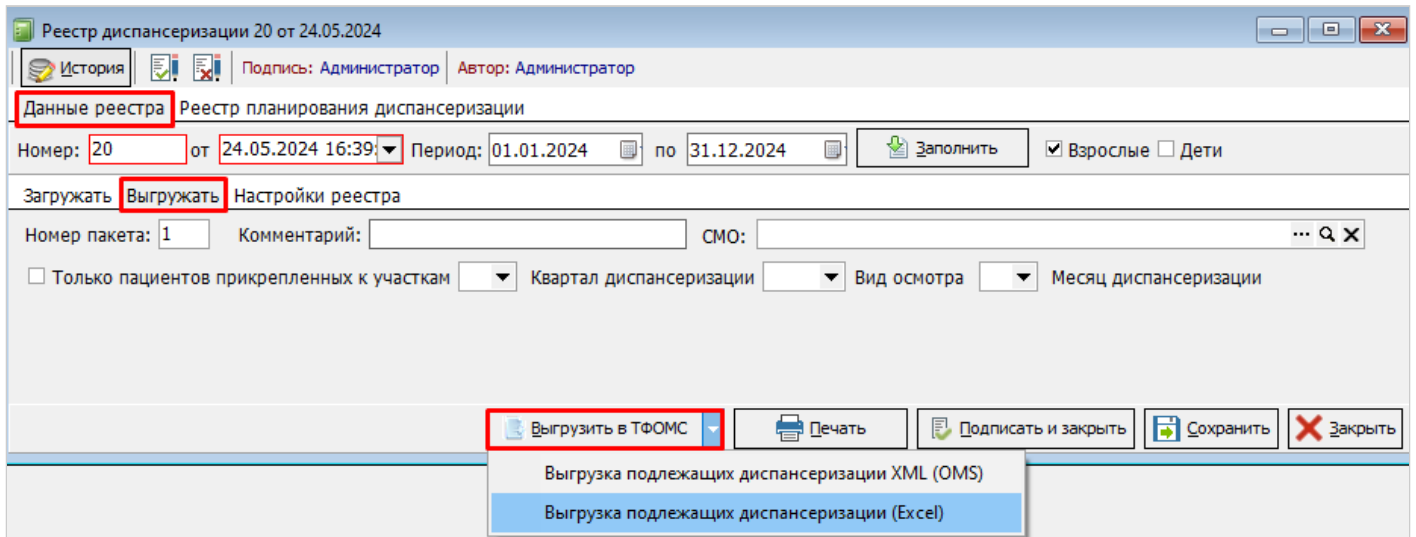 Реестр диспансеризации 20 от 24.05.2024
История Подпись: Администратор Автор: Администратор
Данные реестра Реестр планирования диспансеризации
Номер: 20 от 24.05.2024 16:39: Период: 01.01.2024 по 31.12.2024 Заполнить Взрослые Дети
Загружать Выгружать Настройки реестра
Номер пакета: 1 Комментарий: СМО: ...
Только пациентов прикрепленных к участкам Квартал диспансеризации Вид осмотра Месяц диспансеризации
Выгрузить в ТФОМС Печать Подписать и закрыть Сохранить Закрыть
Выгрузка подлежащих диспансеризации XML (OMS)
Выгрузка подлежащих диспансеризации (Excel)